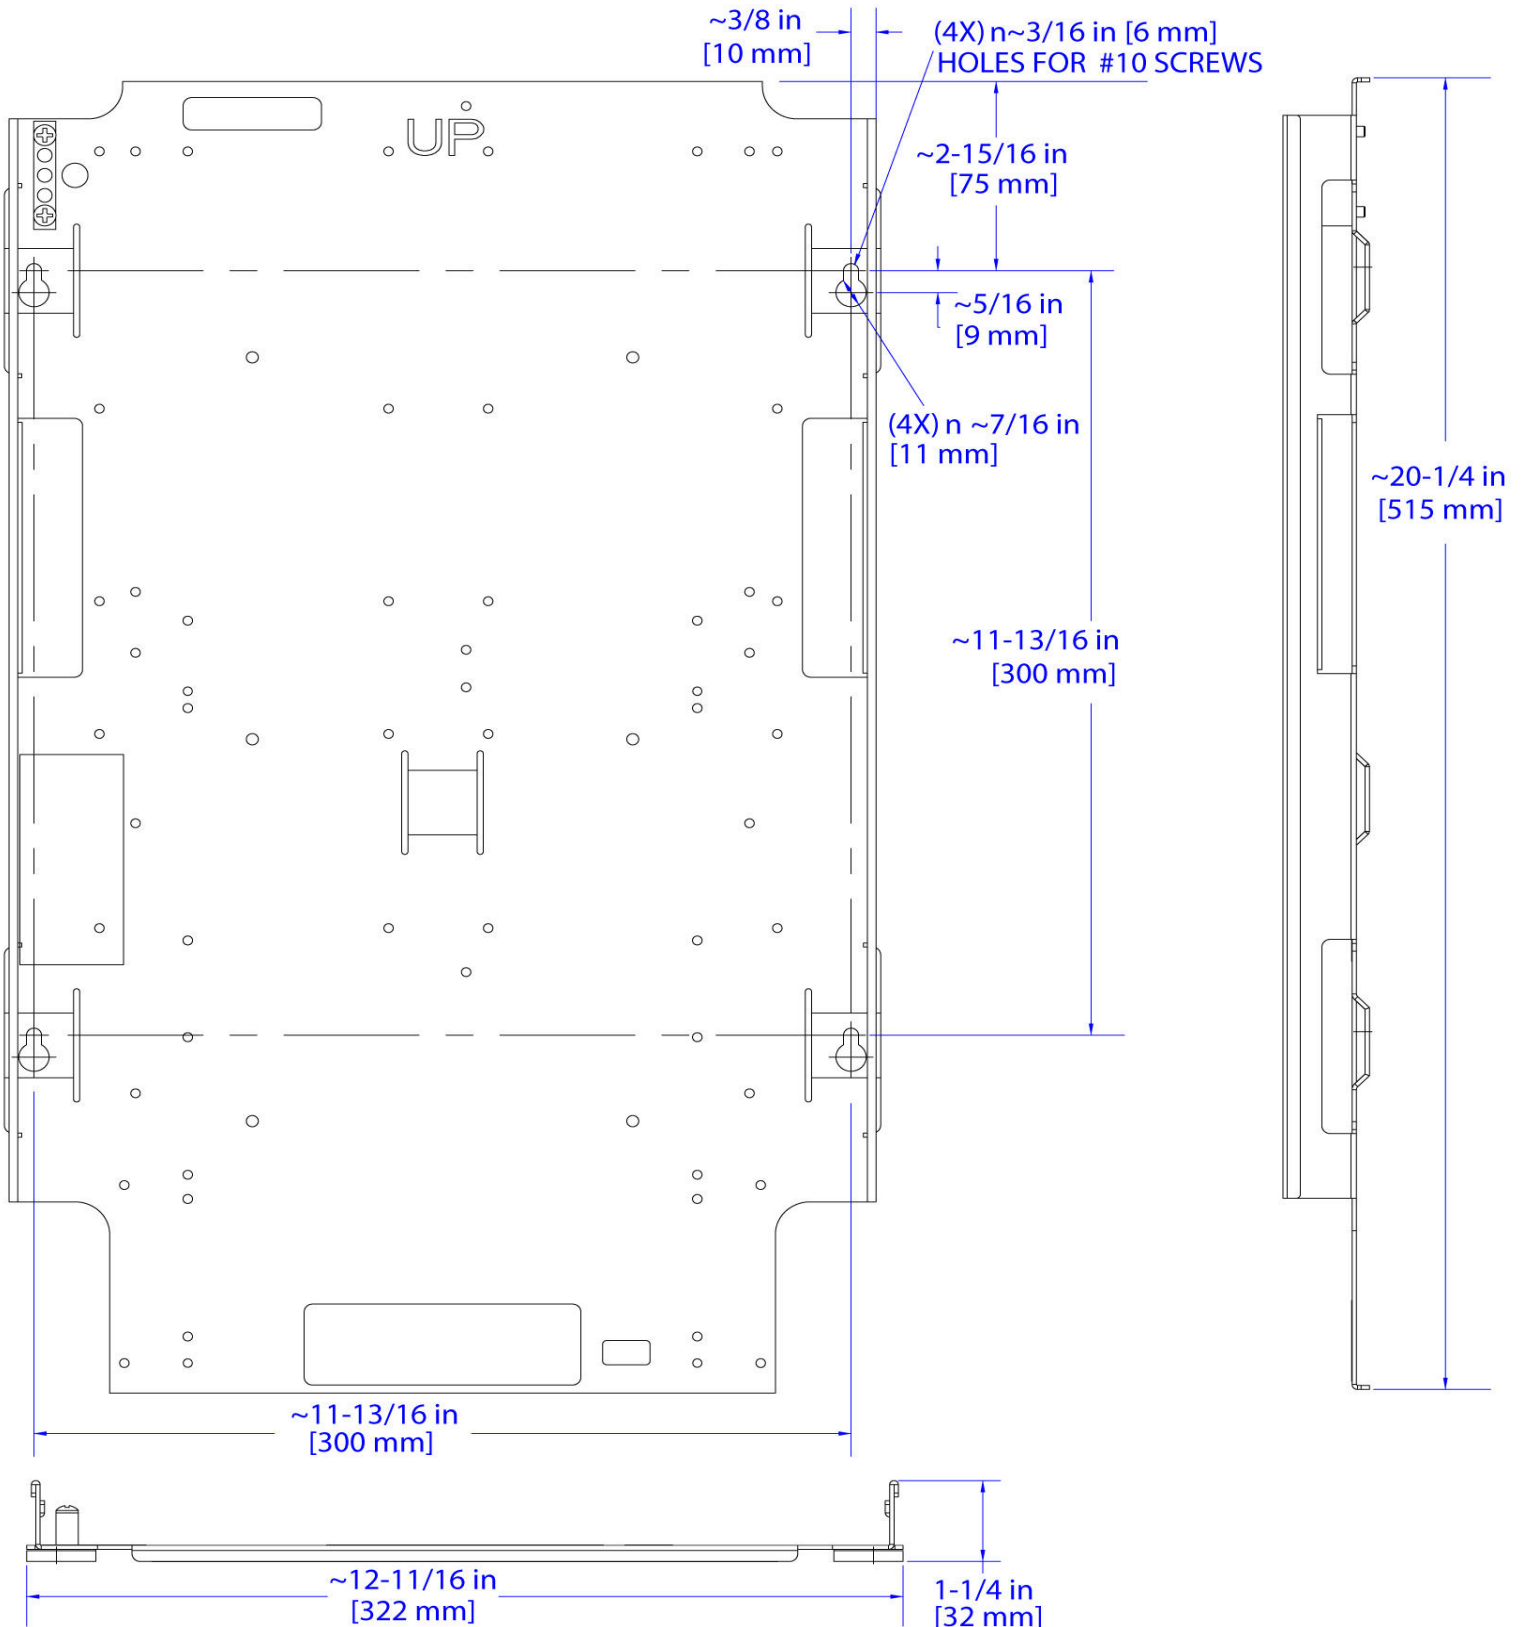 ~3/8 in
[10 mm]
(4X) n~3/16 in [6 mm]
HOLES FOR #10 SCREWS
UP
~2-15/16 in
[75 mm]
~5/16 in
[9 mm]
(4X) n ~7/16 in
[11 mm]
~20-1/4 in
[515 mm]
~11-13/16 in
[300 mm]
~11-13/16 in
[300 mm]
~12-11/16 in
[322 mm]
1-1/4 in
[32 mm]